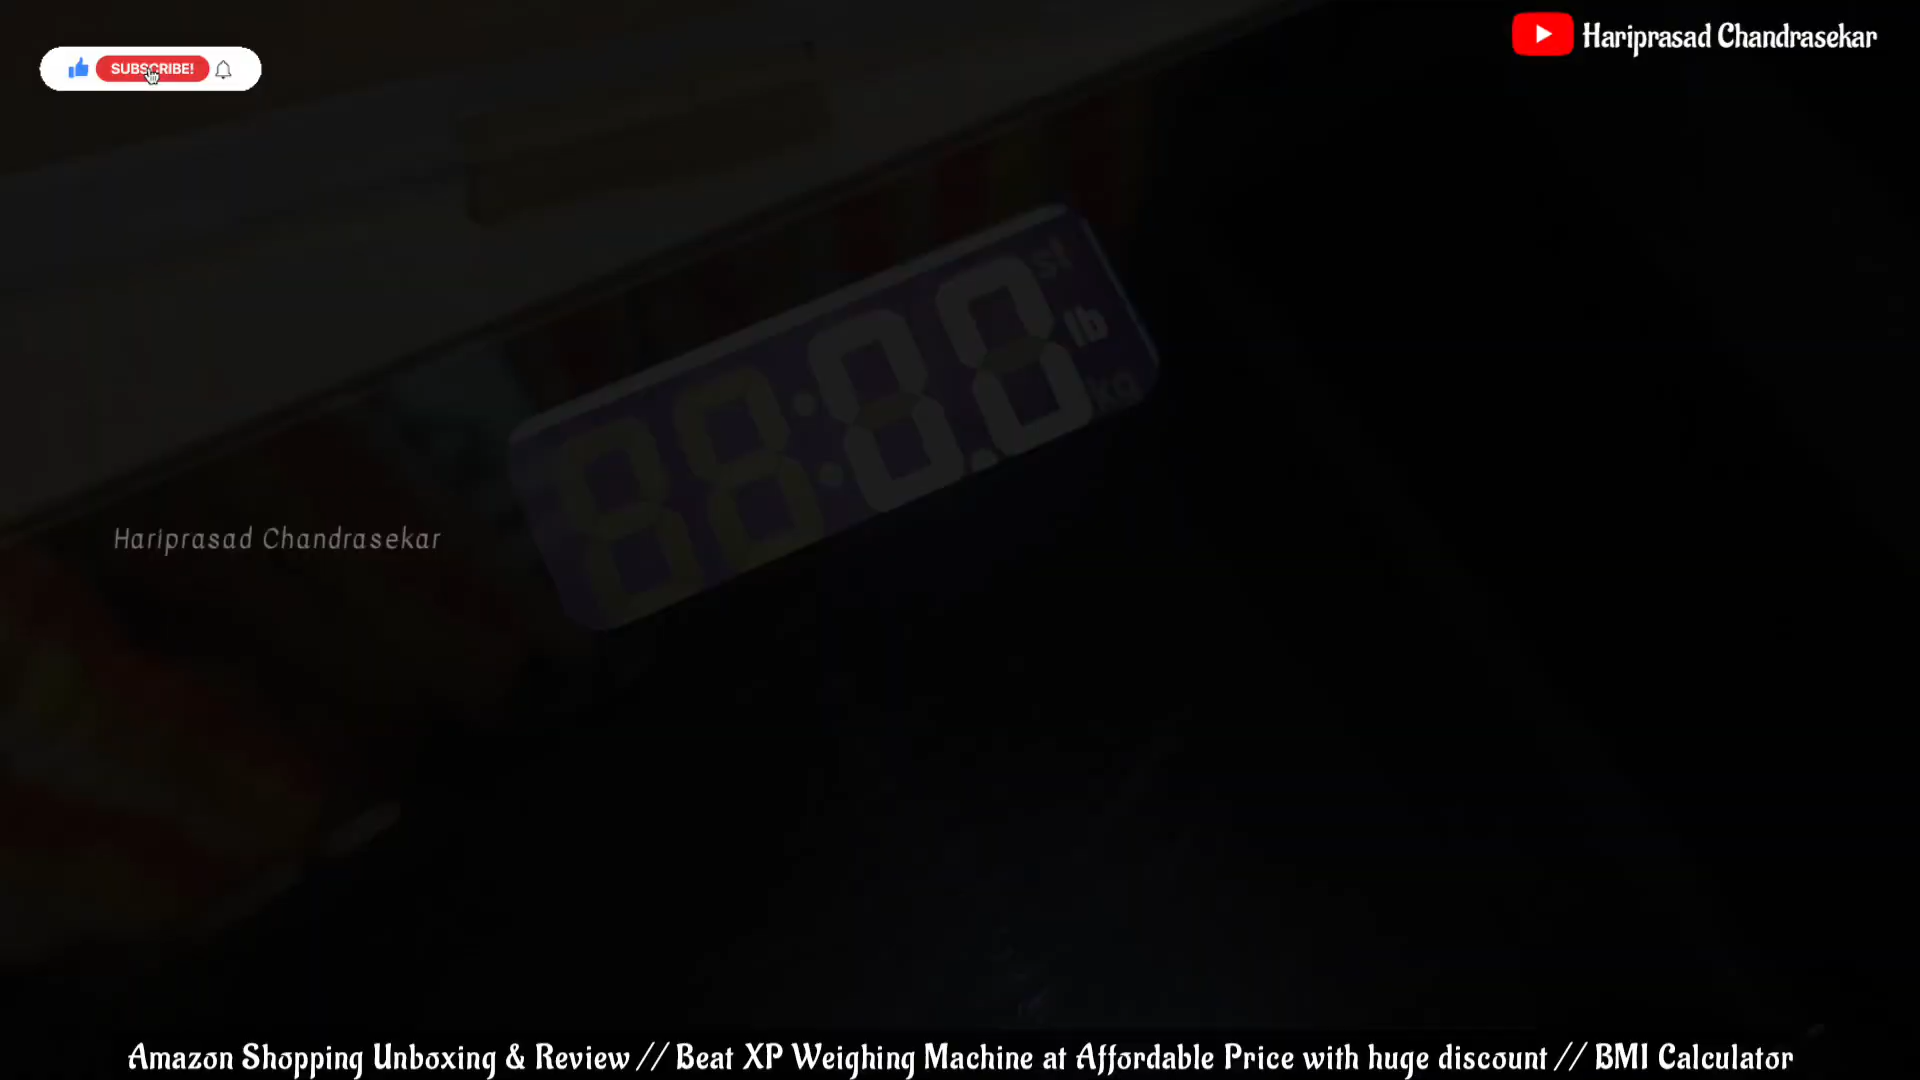 Hariprasad Chandrasekar
SUBSCRIBE!
88:8.8
st
lb
kg
Hariprasad Chandrasekar
Amazon Shopping Unboxing & Review // Beat XP Weighing Machine at Affordable Price with huge discount // BMI Calculator